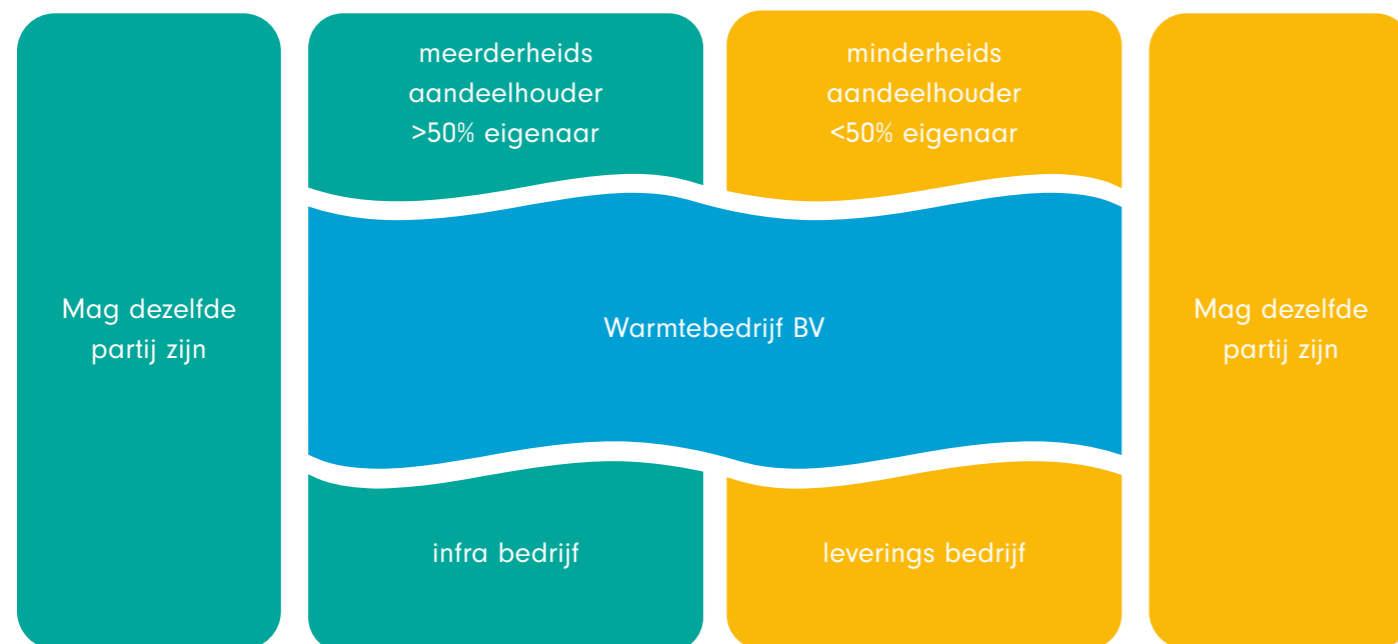 meerderheids
aandeelhouder
>50% eigenaar
minderheids
aandeelhouder
<50% eigenaar
Mag dezelfde
partij zijn
Warmtebedrijf BV
Mag dezelfde
partij zijn
infra bedrijf
leverings bedrijf